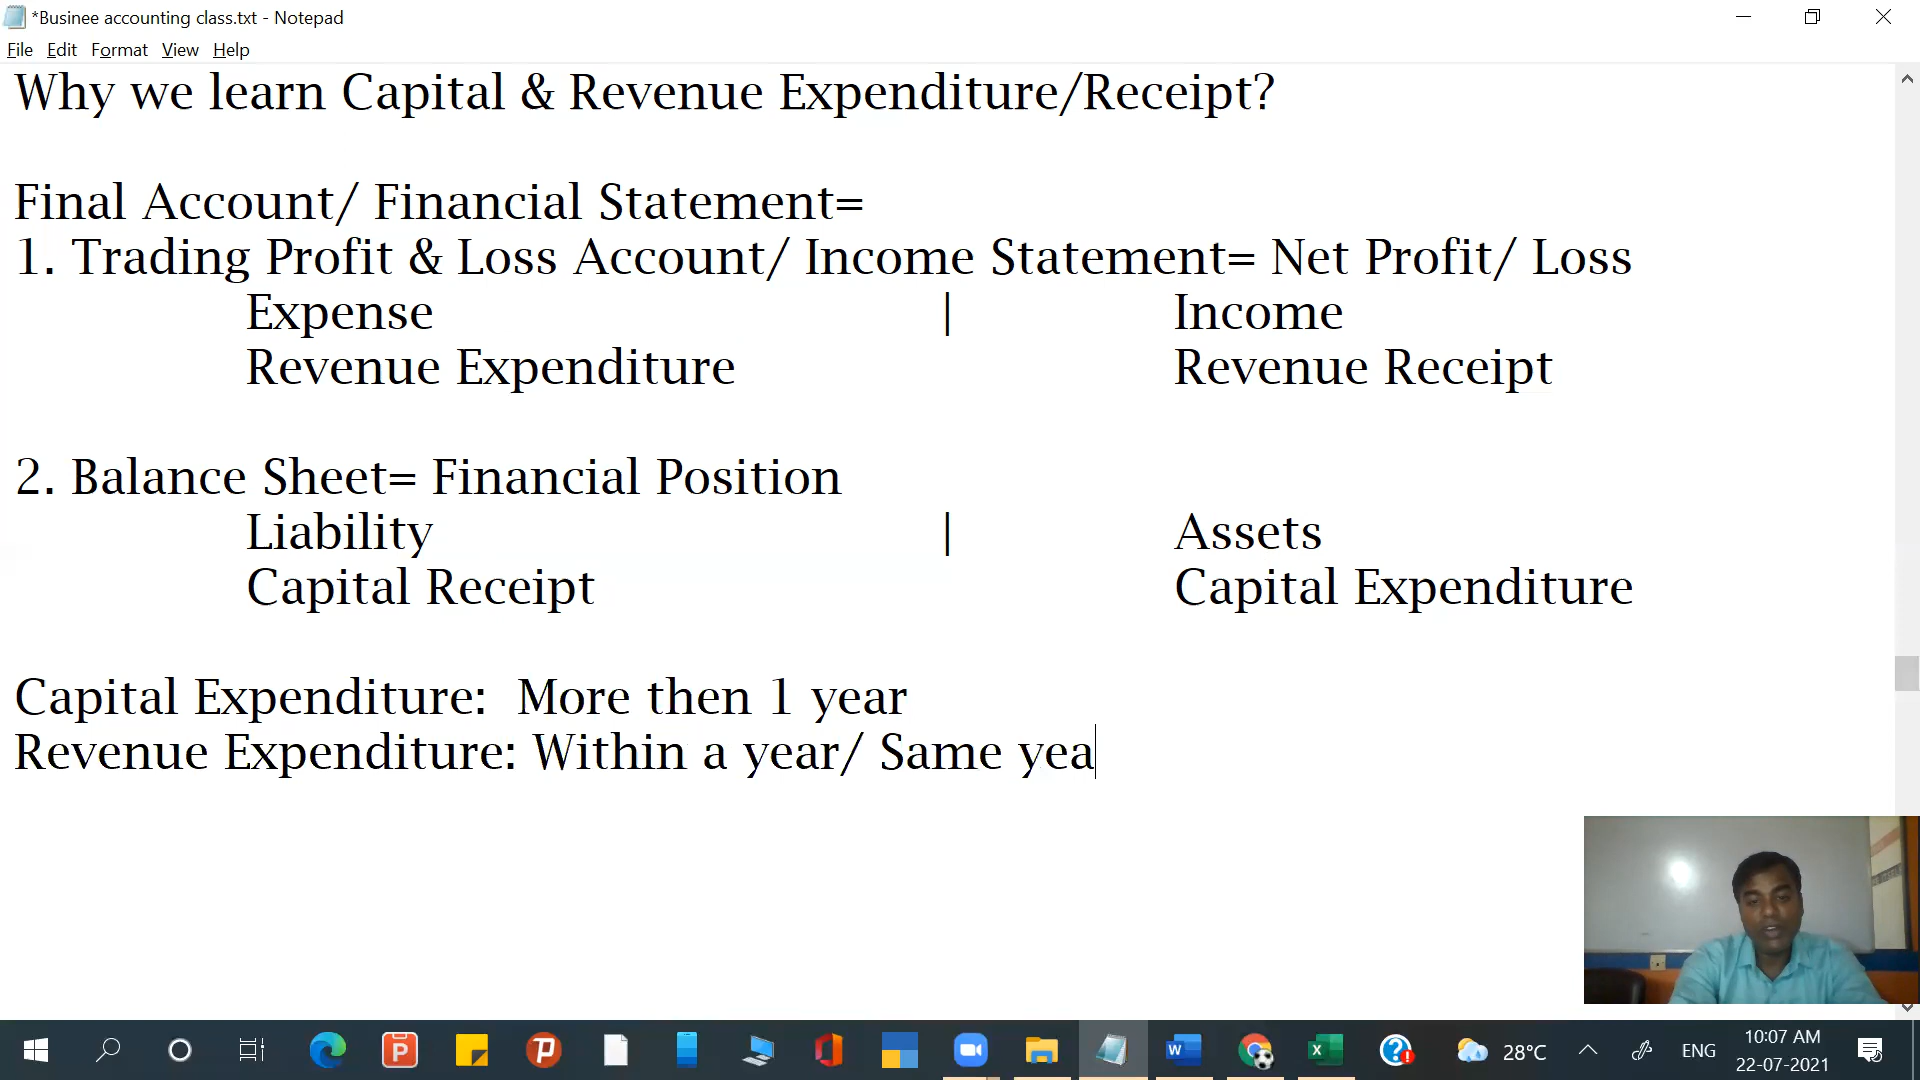 *Businee accounting class.txt - Notepad
File Edit Format View Help
Why we learn Capital & Revenue Expenditure/Receipt?
Final Account/ Financial Statement=
1. Trading Profit & Loss Account/ Income Statement= Net Profit/ Loss
Expense | Income
Revenue Expenditure Revenue Receipt
2. Balance Sheet= Financial Position
Liability | Assets
Capital Receipt Capital Expenditure
Capital Expenditure:  More then 1 year
Revenue Expenditure: Within a year/ Same yea
28°C ENG 10:07 AM
22-07-2021